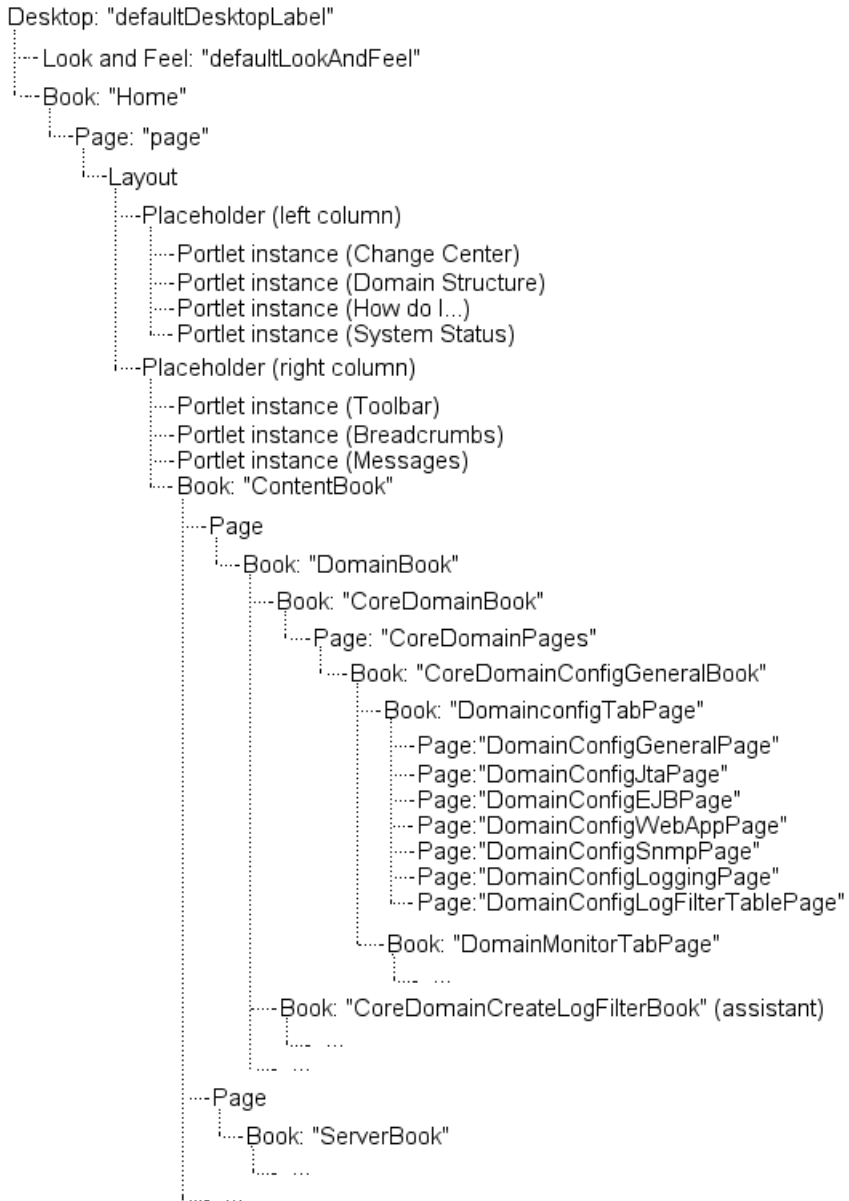 Desktop: "defaultDesktopLabel"
Look and Feel: "defaultLookAndFeel"
Book: "Home"
Page: "page"
Layout
Placeholder (left column)
Portlet instance (Change Center)
Portlet instance (Domain Structure)
Portlet instance (How do I...)
Portlet instance (System Status)
Placeholder (right column)
Portlet instance (Toolbar)
Portlet instance (Breadcrumbs)
Portlet instance (Messages)
Book: "ContentBook"
Page
Book: "DomainBook"
Book: "CoreDomainBook"
Page: "CoreDomainPages"
Book: "CoreDomainConfigGeneralBook"
Book: "DomainconfigTabPage"
Page:"DomainConfigGeneralPage"
Page:"DomainConfigJtaPage"
Page:"DomainConfigEJBPage"
Page:"DomainConfigWebAppPage"
Page:"DomainConfigSnmpPage"
Page:"DomainConfigLoggingPage"
Page:"DomainConfigLogFilterTablePage"
Book: "DomainMonitorTabPage"
...
Book: "CoreDomainCreateLogFilterBook" (assistant)
...
...
Page
Book: "ServerBook"
...
...